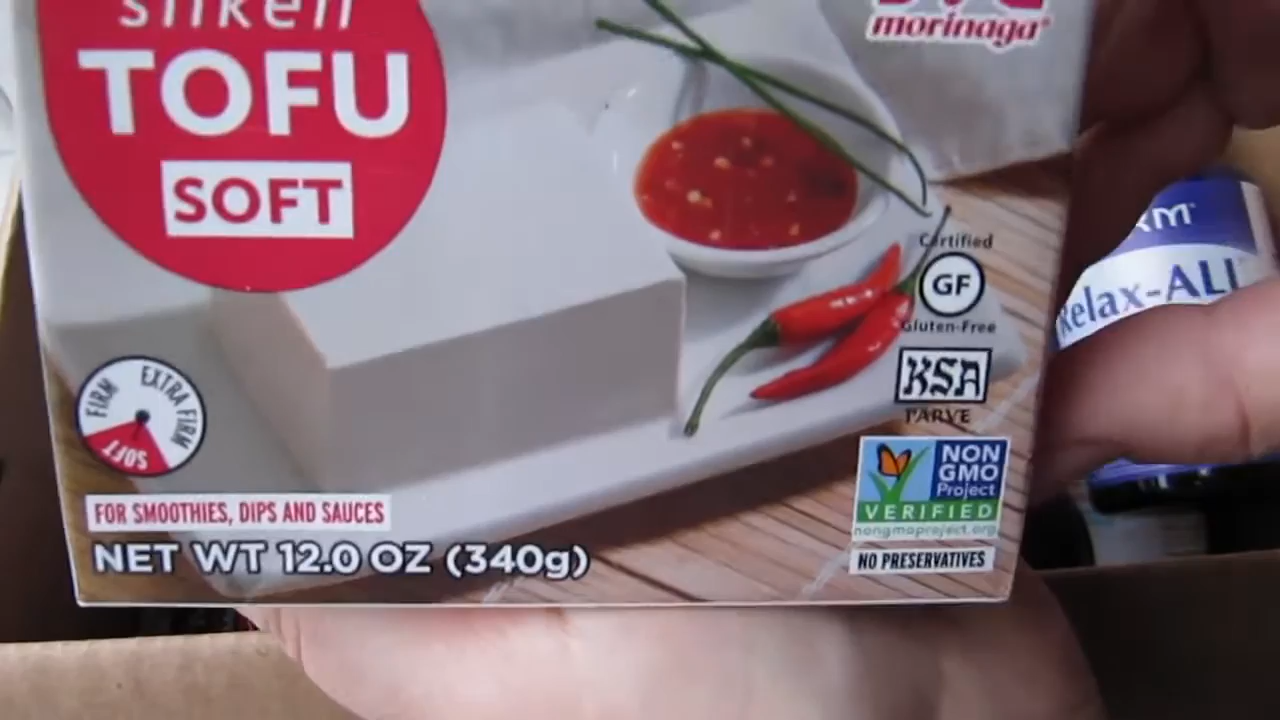 silken
TOFU
SOFT
morinaga®
Certified
GF
Gluten-Free
KSA
PARVE
FIRM
EXTRA FIRM
SOFT
NON
GMO
Project
VERIFIED
nongmoproject.org
NO PRESERVATIVES
FOR SMOOTHIES, DIPS AND SAUCES
NET WT 12.0 OZ (340g)
Relax-ALL